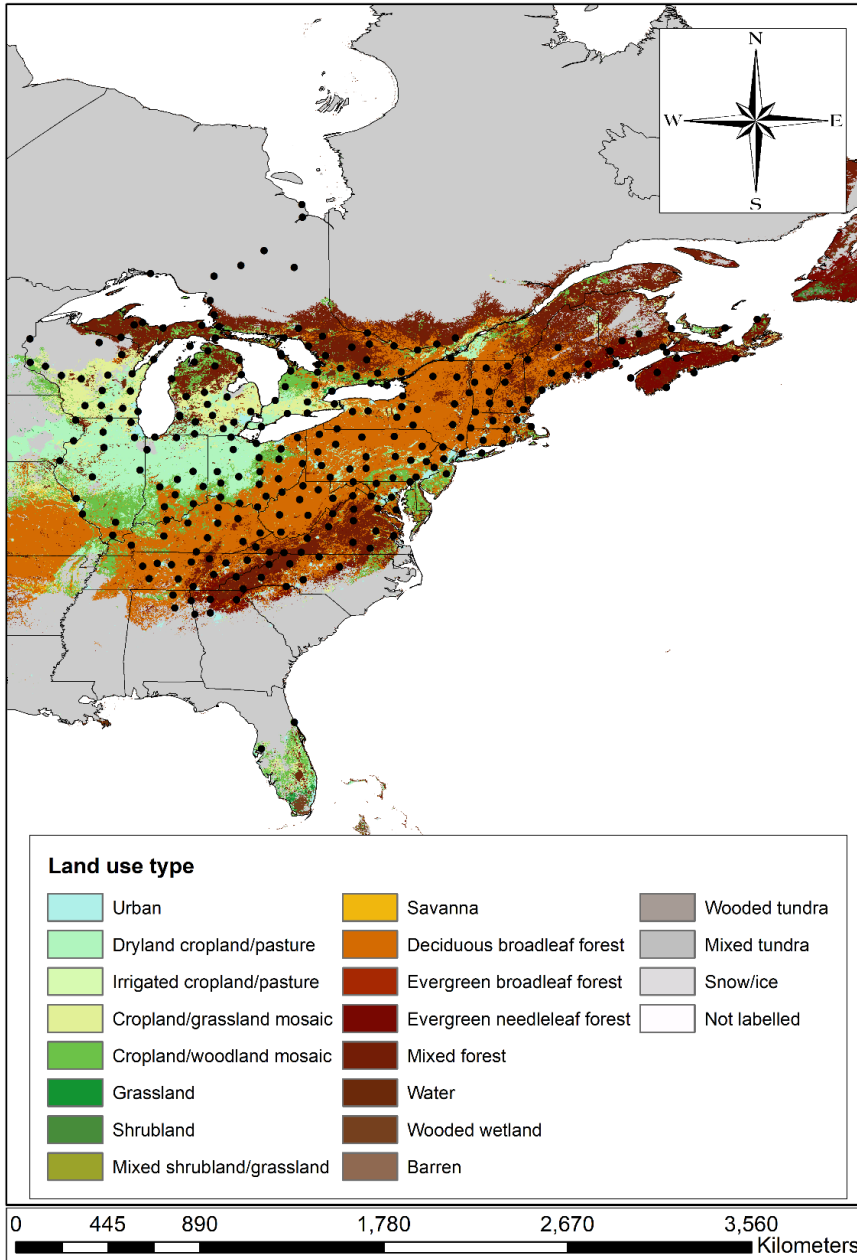 N
W E
S
Land use type
Urban
Dryland cropland/pasture
Irrigated cropland/pasture
Cropland/grassland mosaic
Cropland/woodland mosaic
Grassland
Shrubland
Mixed shrubland/grassland
Savanna
Deciduous broadleaf forest
Evergreen broadleaf forest
Evergreen needleleaf forest
Mixed forest
Water
Wooded wetland
Barren
Wooded tundra
Mixed tundra
Snow/ice
Not labelled
0 445 890 1,780 2,670 3,560
Kilometers